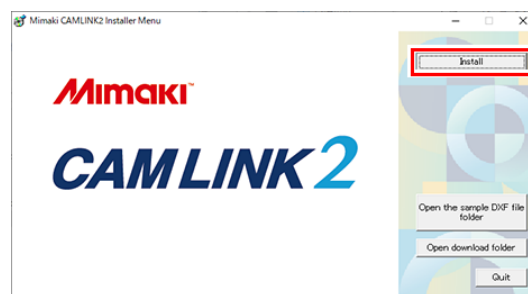 Mimaki CAMLINK2 Installer Menu
Install
Mimaki
CAMLINK2
Open the sample DXF file
folder
Open download folder
Quit